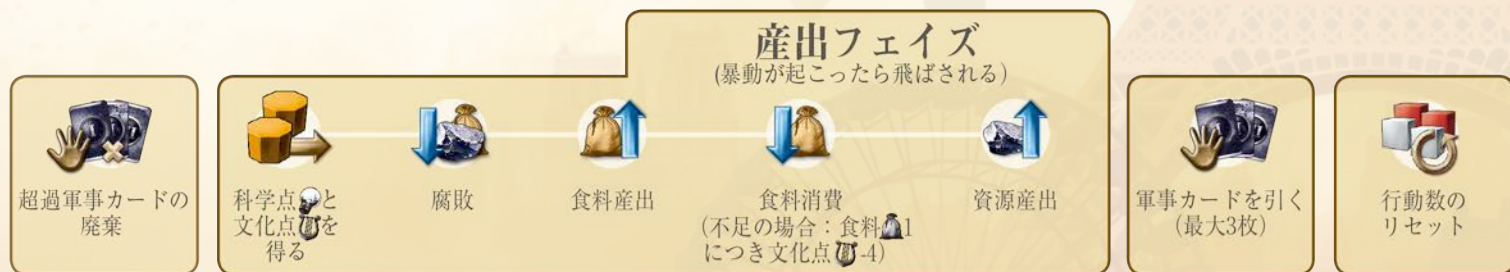 産出フェイズ
(暴動が起こったら飛ばされる)
超過軍事カードの
廃棄
科学点と
文化点を
得る
腐敗
食料産出
食料消費
(不足の場合:食料1
につき文化点-4)
資源産出
軍事カードを引く
(最大3枚)
行動数の
リセット